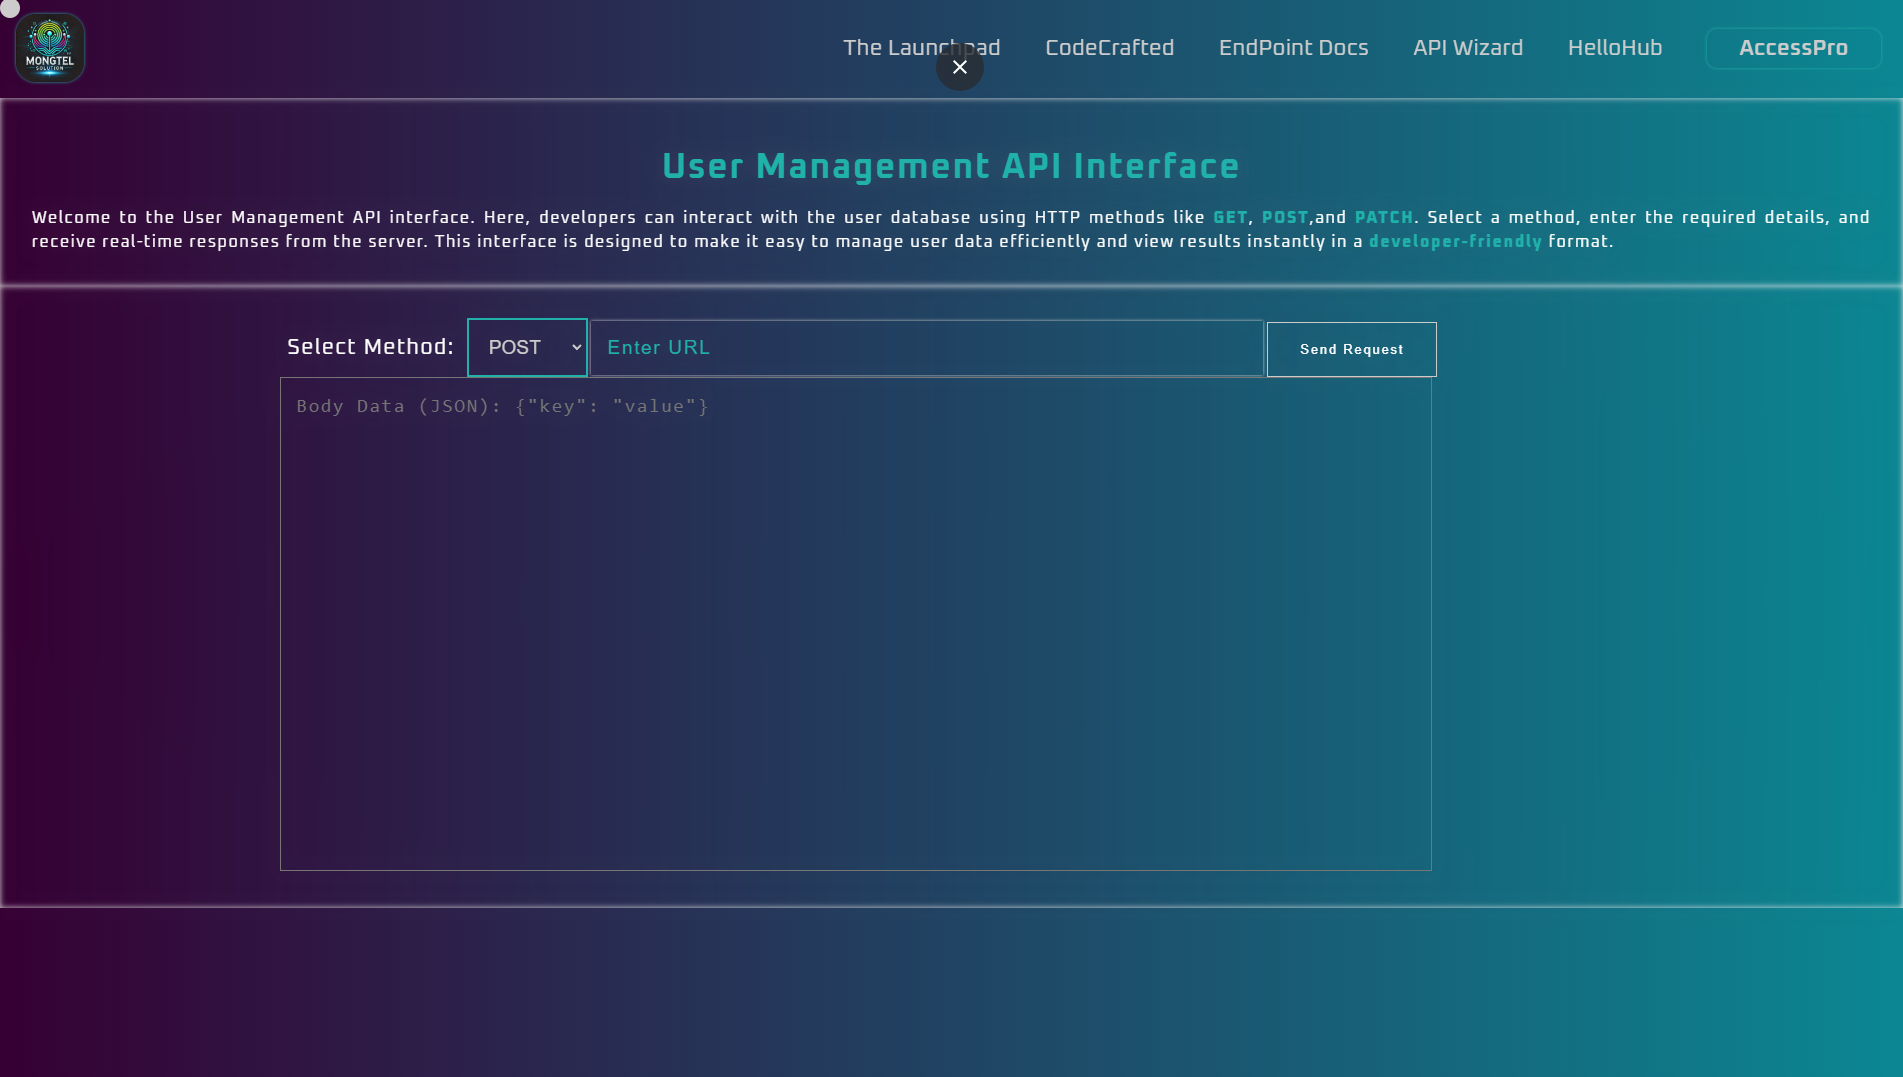 MONGTEL
SOLUTION
The Launchpad
CodeCrafted
EndPoint Docs
API Wizard
HelloHub
AccessPro
User Management API Interface
Welcome to the User Management API interface. Here, developers can interact with the user database using HTTP methods like GET, POST,and PATCH. Select a method, enter the required details, and
receive real-time responses from the server. This interface is designed to make it easy to manage user data efficiently and view results instantly in a developer-friendly format.
Select Method:
POST
Enter URL
Send Request
Body Data (JSON): {"key": "value"}